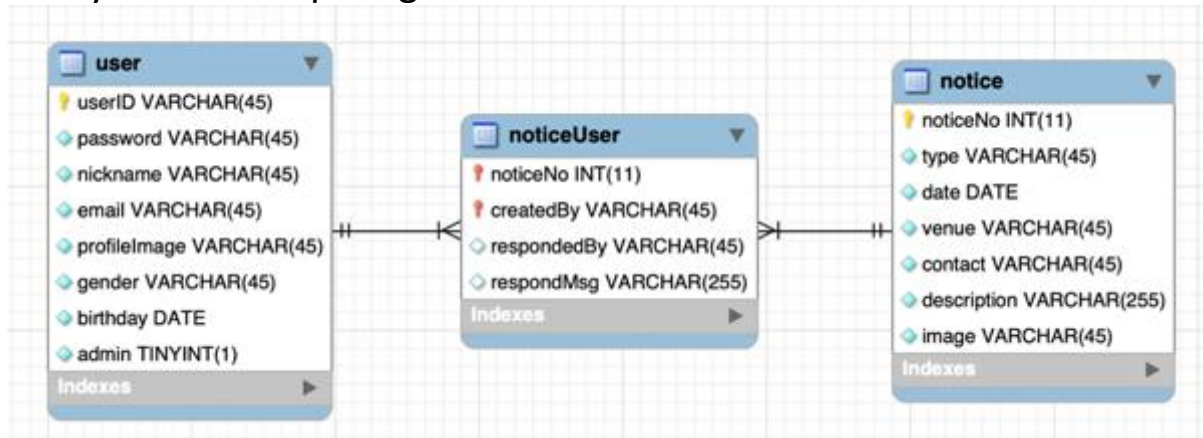 user
userID VARCHAR(45)
password VARCHAR(45)
nickname VARCHAR(45)
email VARCHAR(45)
profileImage VARCHAR(45)
gender VARCHAR(45)
birthday DATE
admin TINYINT(1)
Indexes
noticeUser
noticeNo INT(11)
createdBy VARCHAR(45)
respondedBy VARCHAR(45)
respondMsg VARCHAR(255)
Indexes
notice
noticeNo INT(11)
type VARCHAR(45)
date DATE
venue VARCHAR(45)
contact VARCHAR(45)
description VARCHAR(255)
image VARCHAR(45)
Indexes